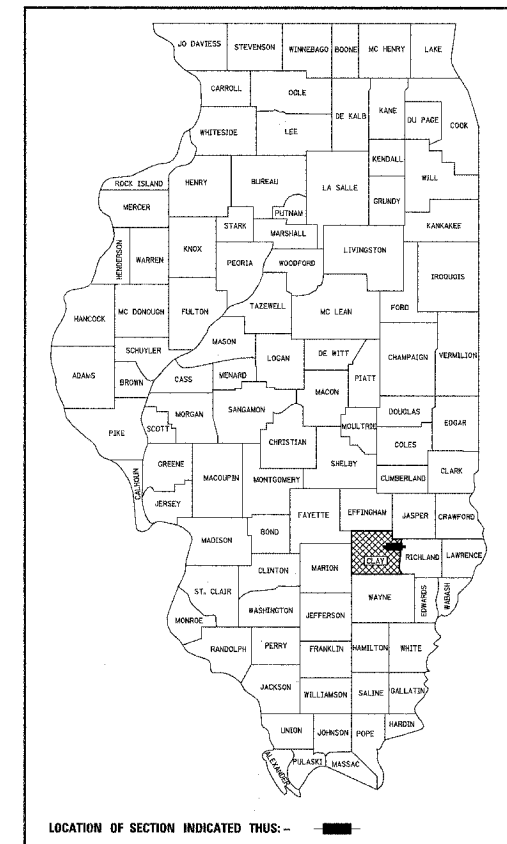 JO DAVIESS STEVENSON WINNEBAGO BOONE MC HENRY LAKE
CARROLL OGLE DE KALB KANE DU PAGE COOK
WHITESIDE LEE
KENDALL WILL
ROCK ISLAND HENRY BUREAU LA SALLE GRUNDY
MERCER PUTNAM
STARK MARSHALL KANKAKEE
HENDERSON WARREN KNOX PEORIA WOODFORD LIVINGSTON IROQUOIS
HANCOCK MC DONOUGH FULTON TAZEWELL MC LEAN FORD
MASON
SCHUYLER LOGAN DE WITT CHAMPAIGN VERMILION
ADAMS BROWN CASS MENARD PIATT
MACON
MORGAN SANGAMON DOUGLAS
PIKE SCOTT CHRISTIAN MOULTRIE COLES EDGAR
GREENE SHELBY
CALHOUN MACOUPIN MONTGOMERY CUMBERLAND CLARK
JERSEY FAYETTE EFFINGHAM JASPER CRAWFORD
MADISON BOND
CLINTON MARION CLAY RICHLAND LAWRENCE
ST. CLAIR WAYNE EDWARDS WABASH
MONROE WASHINGTON JEFFERSON
RANDOLPH PERRY FRANKLIN HAMILTON WHITE
JACKSON WILLIAMSON SALINE GALLATIN
UNION JOHNSON POPE HARDIN
ALEXANDER PULASKI MASSAC
LOCATION OF SECTION INDICATED THUS: -